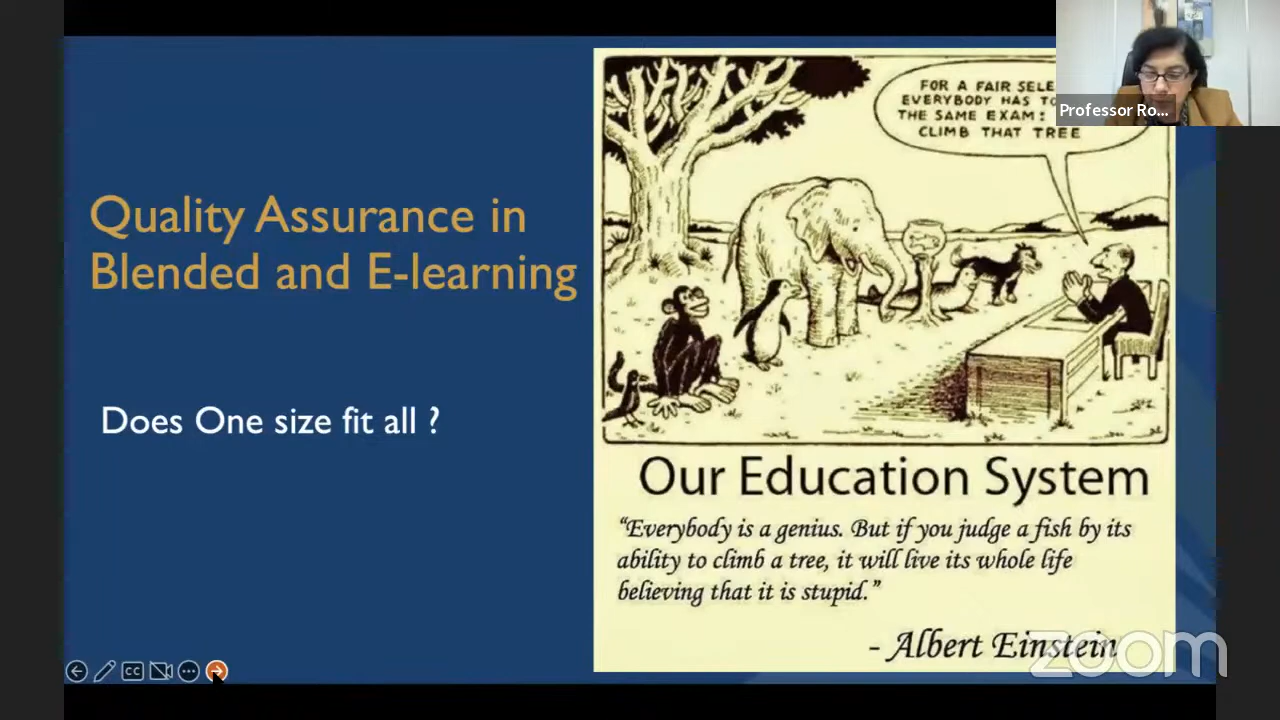 Quality Assurance in
Blended and E-learning
Does One size fit all ?
FOR A FAIR
EVERYBODY HAS
THE SAME EXAM:
CLIMB THAT TREE
Professor Ro...
Our Education System
“Everybody is a genius. But if you judge a fish by its
ability to climb a tree, it will live its whole life
believing that it is stupid.”
- Albert Einstein
zoom
CC